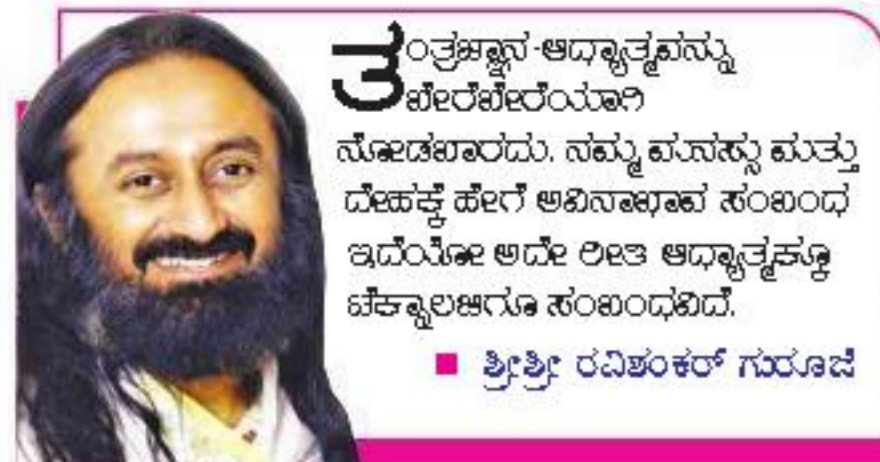 ತಂತ್ರಜ್ಞಾನ-ಆಧ್ಯಾತ್ಮವನ್ನು
ಬೇರೆಬೇರೆಯಾಗಿ
ನೋಡಬಾರದು. ನಮ್ಮ ಮನಸ್ಸು ಮತ್ತು
ದೇಹಕ್ಕೆ ಹೇಗೆ ಅವಿನಾಭಾವ ಸಂಬಂಧ
ಇದೆಯೋ ಅದೇ ರೀತಿ ಆಧ್ಯಾತ್ಮಕ್ಕೂ
ಟೆಕ್ನಾಲಜಿಗೂ ಸಂಬಂಧವಿದೆ.
■ ಶ್ರೀಶ್ರೀ ರವಿಶಂಕರ್ ಗುರೂಜಿ